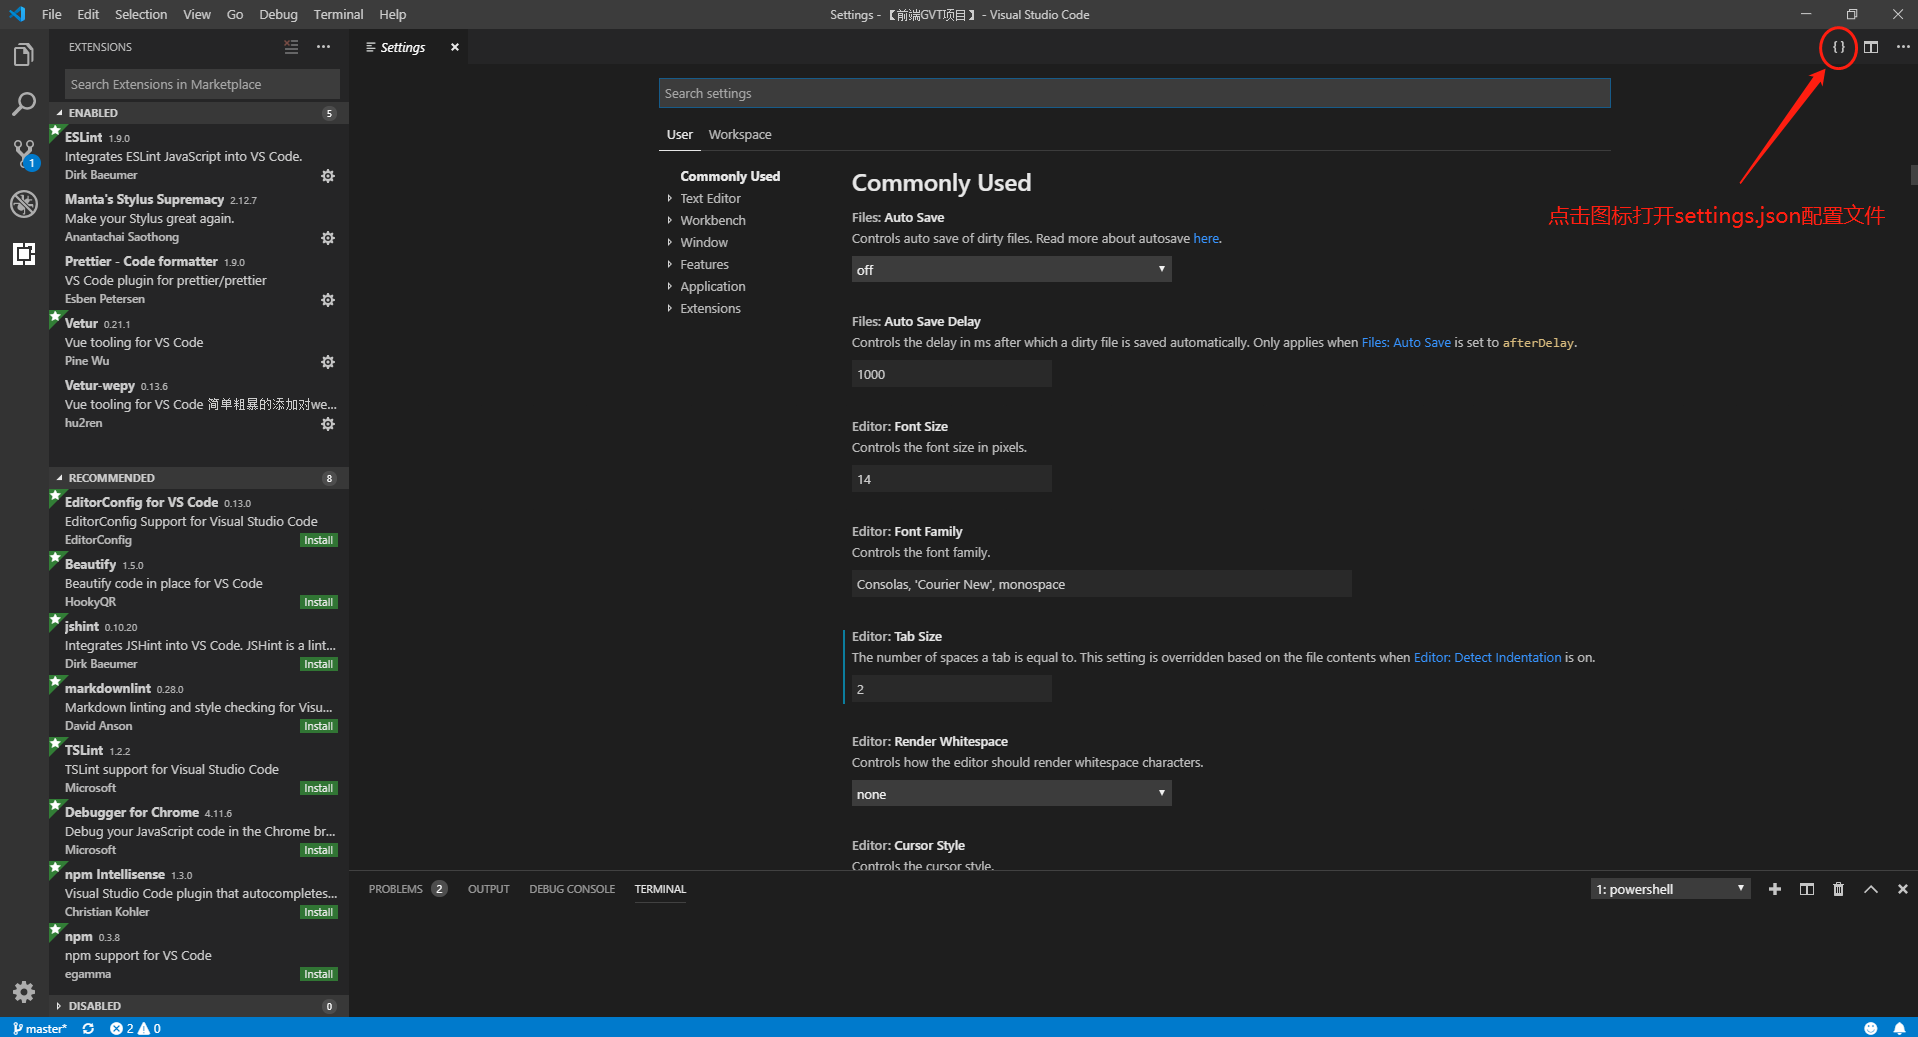 File Edit Selection View Go Debug Terminal Help
Settings - 【前端GVT项目】 - Visual Studio Code
EXTENSIONS
Search Extensions in Marketplace
ENABLED 5
ESLint 1.9.0
Integrates ESLint JavaScript into VS Code.
Dirk Baeumer
Manta's Stylus Supremacy 2.12.7
Make your Stylus great again.
Anantachai Saothong
Prettier - Code formatter 1.9.0
VS Code plugin for prettier/prettier
Esben Petersen
Vetur 0.21.1
Vue tooling for VS Code
Pine Wu
Vetur-wepy 0.13.6
Vue tooling for VS Code 简单粗暴的添加对we...
hu2ren
RECOMMENDED 8
EditorConfig for VS Code 0.13.0
EditorConfig Support for Visual Studio Code
EditorConfig Install
Beautify 1.5.0
Beautify code in place for VS Code
HookyQR Install
jshint 0.10.20
Integrates JSHint into VS Code. JSHint is a lint...
Dirk Baeumer Install
markdownlint 0.28.0
Markdown linting and style checking for Visu...
David Anson Install
TSLint 1.2.2
TSLint support for Visual Studio Code
Microsoft Install
Debugger for Chrome 4.11.6
Debug your JavaScript code in the Chrome br...
Microsoft Install
npm Intellisense 1.3.0
Visual Studio Code plugin that autocompletes...
Christian Kohler Install
npm 0.3.8
npm support for VS Code
egamma Install
DISABLED 0
1
Settings
{ }
点击图标打开settings.json配置文件
Search settings
User Workspace
Commonly Used
Text Editor
Workbench
Window
Features
Application
Extensions
Commonly Used
Files: Auto Save
Controls auto save of dirty files. Read more about autosave here.
off
Files: Auto Save Delay
Controls the delay in ms after which a dirty file is saved automatically. Only applies when Files: Auto Save is set to afterDelay.
1000
Editor: Font Size
Controls the font size in pixels.
14
Editor: Font Family
Controls the font family.
Consolas, 'Courier New', monospace
Editor: Tab Size
The number of spaces a tab is equal to. This setting is overridden based on the file contents when Editor: Detect Indentation is on.
2
Editor: Render Whitespace
Controls how the editor should render whitespace characters.
none
Editor: Cursor Style
Controls the cursor style.
PROBLEMS 2 OUTPUT DEBUG CONSOLE TERMINAL
1: powershell
master* 2 0